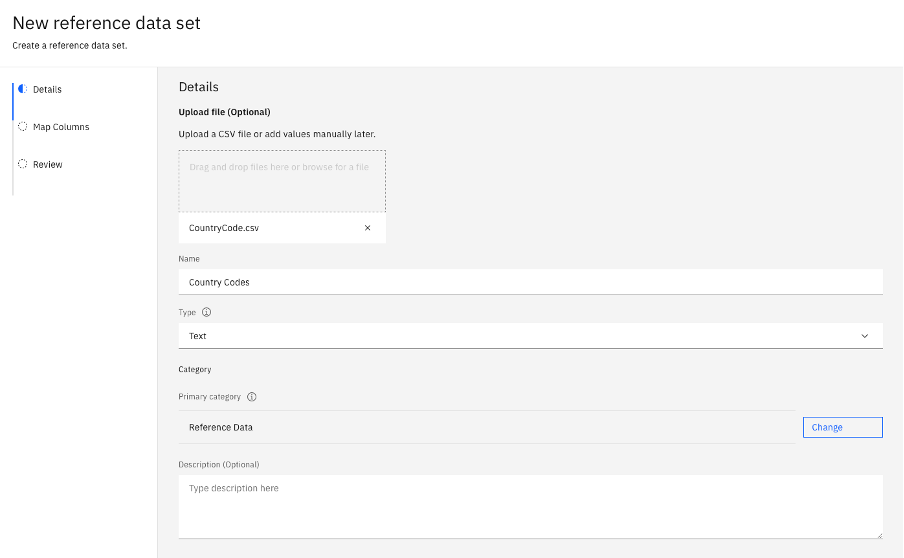 New reference data set
Create a reference data set.
Details
Map Columns
Review
Details
Upload file (Optional)
Upload a CSV file or add values manually later.
Drag and drop files here or browse for a file
CountryCode.csv
Name
Country Codes
Type
Text
Category
Primary category
Reference Data
Change
Description (Optional)
Type description here